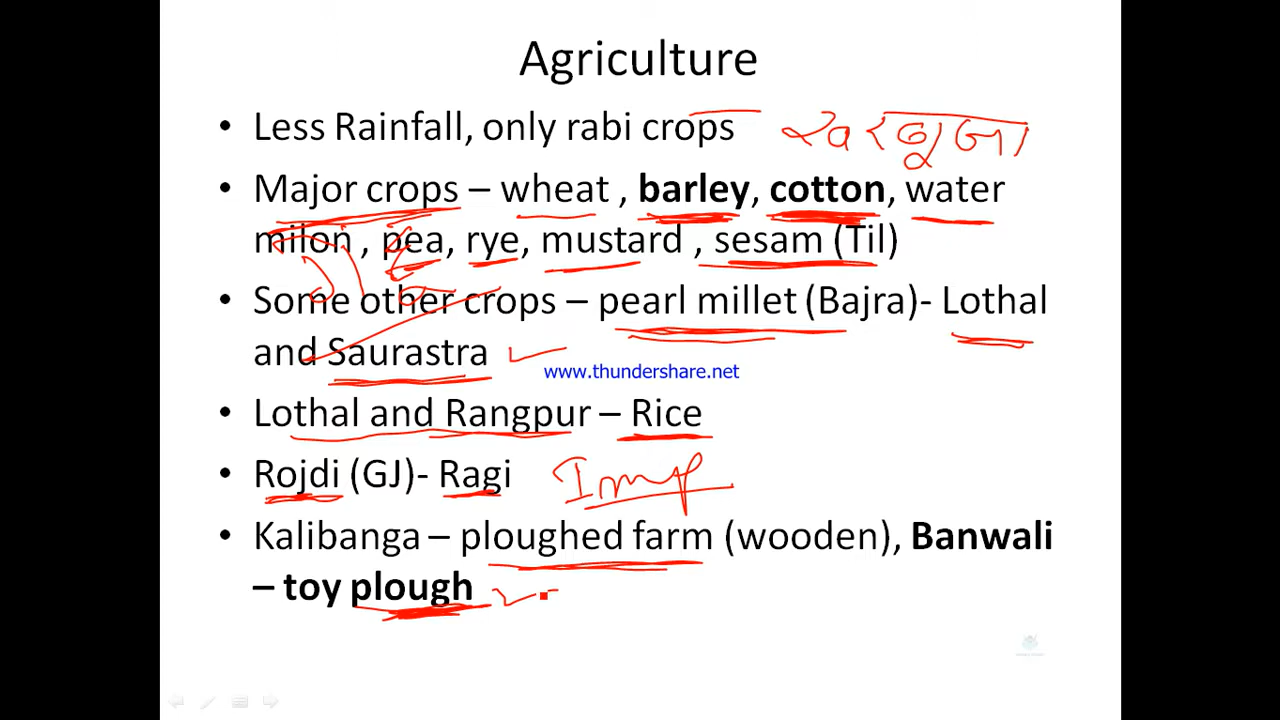 Agriculture
• Less Rainfall, only rabi crops खरबूजा
• Major crops – wheat , barley, cotton, water
milon , pea, rye, mustard , sesam (Til)
• Some other crops – pearl millet (Bajra)- Lothal
and Saurastra
www.thundershare.net
• Lothal and Rangpur – Rice
• Rojdi (GJ)- Ragi Imp
• Kalibanga – ploughed farm (wooden), Banwali
– toy plough